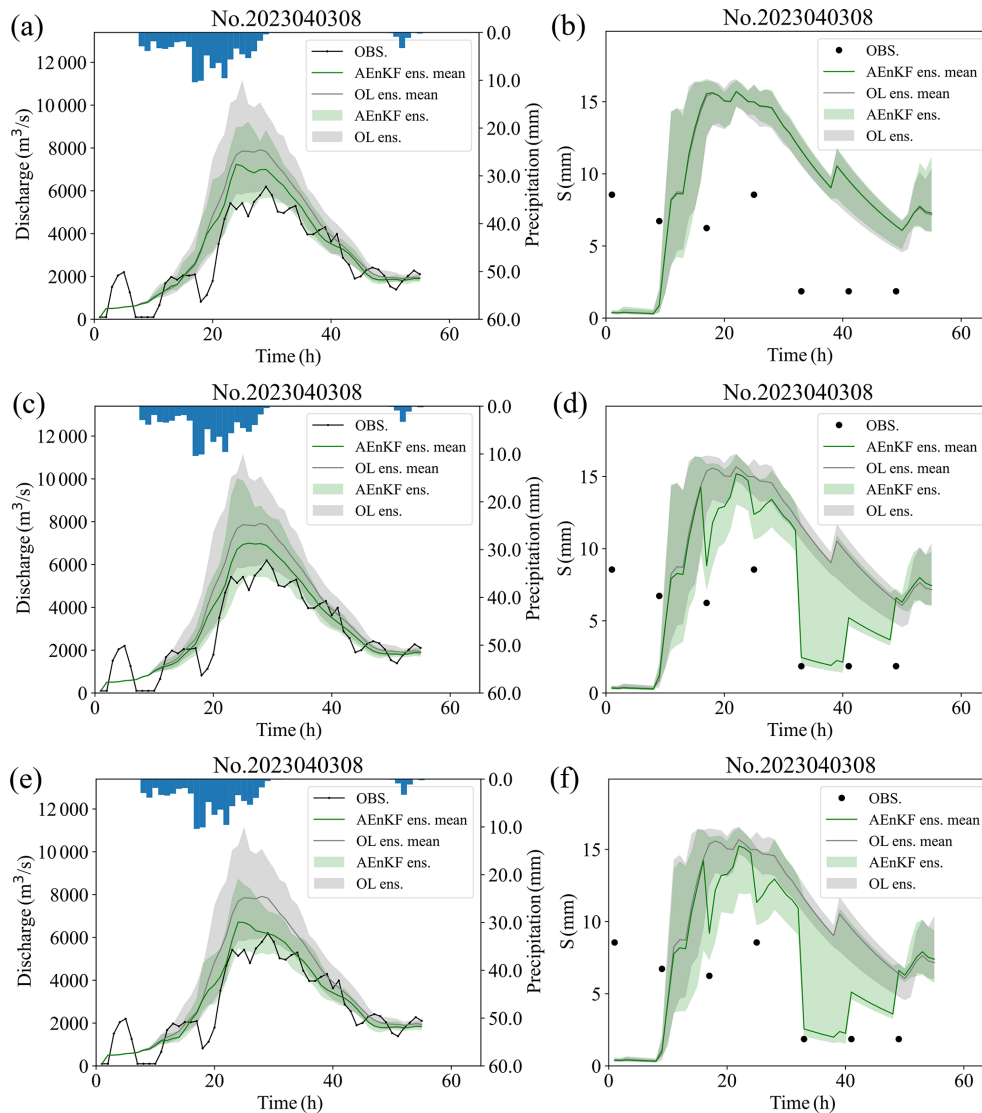 (a)
No.2023040308
OBS.
AEnKF ens. mean
OL ens. mean
AEnKF ens.
OL ens.
Discharge (m³/s)
12 000
10 000
8000
6000
4000
2000
0
Precipitation (mm)
0.0
10.0
20.0
30.0
40.0
50.0
60.0
0
20
40
60
Time (h)
(b)
No.2023040308
OBS.
AEnKF ens. mean
OL ens. mean
AEnKF ens.
OL ens.
S (mm)
15
10
5
0
0
20
40
60
Time (h)
(c)
No.2023040308
OBS.
AEnKF ens. mean
OL ens. mean
AEnKF ens.
OL ens.
Discharge (m³/s)
12 000
10 000
8000
6000
4000
2000
0
Precipitation (mm)
0.0
10.0
20.0
30.0
40.0
50.0
60.0
0
20
40
60
Time (h)
(d)
No.2023040308
OBS.
AEnKF ens. mean
OL ens. mean
AEnKF ens.
OL ens.
S (mm)
15
10
5
0
0
20
40
60
Time (h)
(e)
No.2023040308
OBS.
AEnKF ens. mean
OL ens. mean
AEnKF ens.
OL ens.
Discharge (m³/s)
12 000
10 000
8000
6000
4000
2000
0
Precipitation (mm)
0.0
10.0
20.0
30.0
40.0
50.0
60.0
0
20
40
60
Time (h)
(f)
No.2023040308
OBS.
AEnKF ens. mean
OL ens. mean
AEnKF ens.
OL ens.
S (mm)
15
10
5
0
0
20
40
60
Time (h)